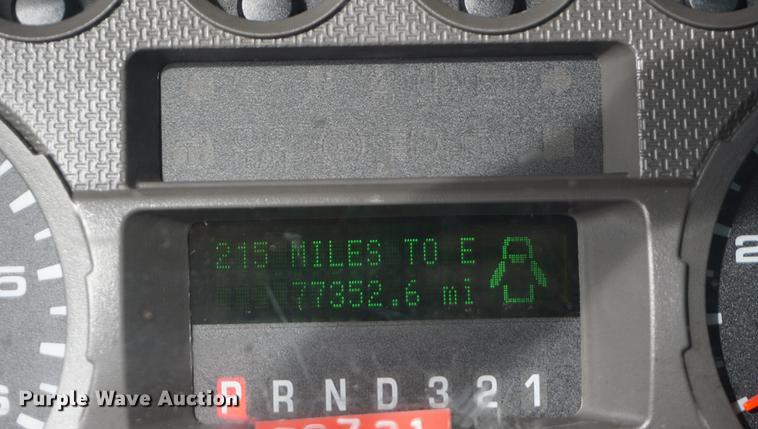 215 MILES TO E
77352.6 mi
P R N D 3 2 1
Purple Wave Auction